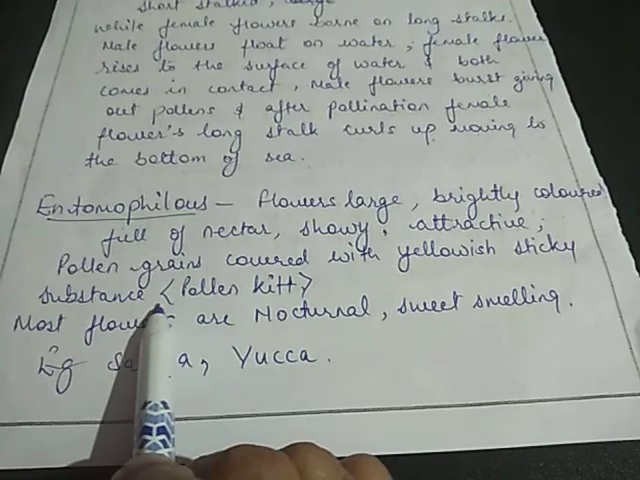 short stalked,
while female flowers borne on long stalks.
Male flowers float on water, female flower
rises to the surface of water & both
comes in contact, Male flowers burst giving
out pollens & after pollination female
flower's long stalk curls up moving to
the bottom of sea.
Entomophilous - flowers large, brightly coloured
full of nectar, showy, attractive;
Pollen grains covered with yellowish sticky
substance <Pollen kitt>
Most are Nocturnal, sweet smelling.
Eg Yucca.